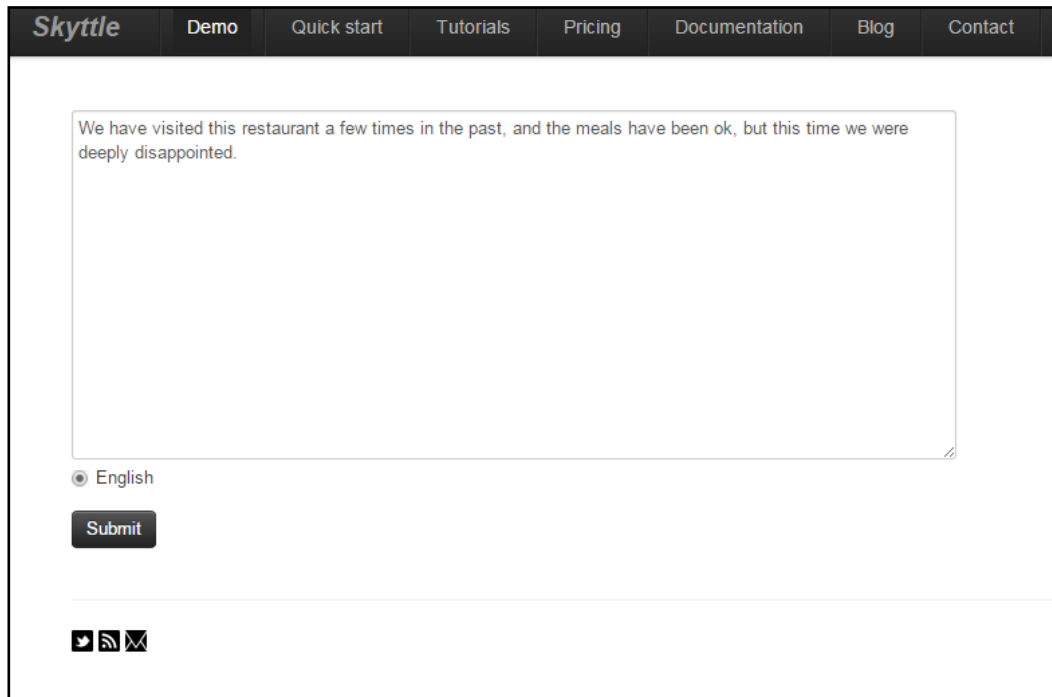 Skyttle Demo Quick start Tutorials Pricing Documentation Blog Contact
We have visited this restaurant a few times in the past, and the meals have been ok, but this time we were
deeply disappointed.
English
Submit